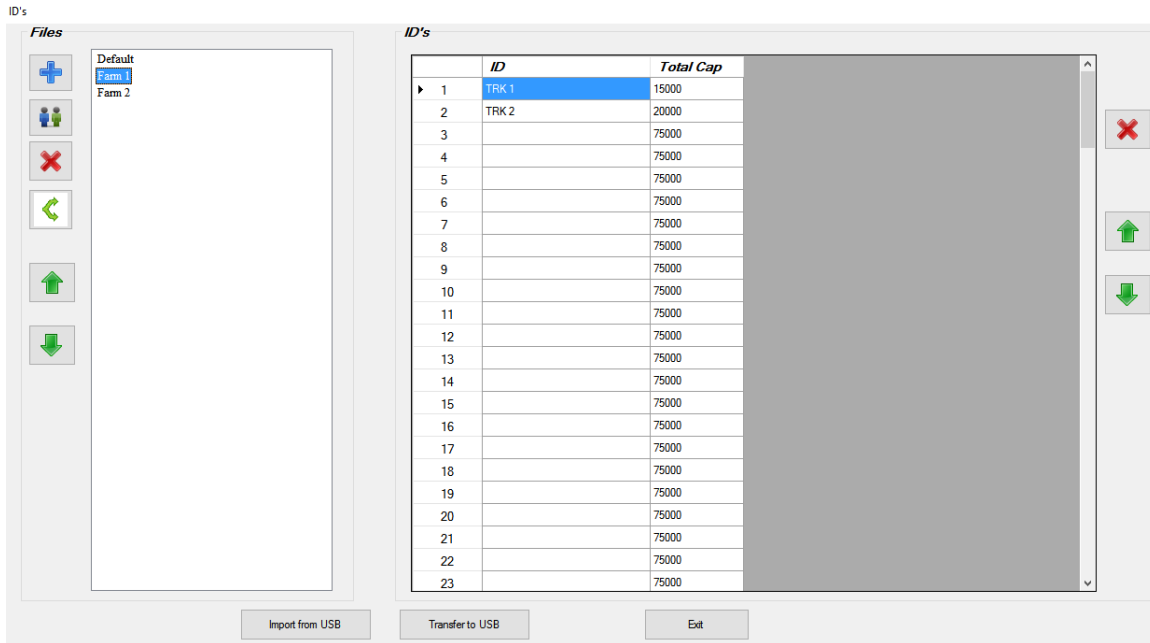 ID's
Files
ID's
Default
Farm 1
Farm 2
ID Total Cap
1 TRK 1 15000
2 TRK 2 20000
3 75000
4 75000
5 75000
6 75000
7 75000
8 75000
9 75000
10 75000
11 75000
12 75000
13 75000
14 75000
15 75000
16 75000
17 75000
18 75000
19 75000
20 75000
21 75000
22 75000
23 75000
Import from USB Transfer to USB Exit